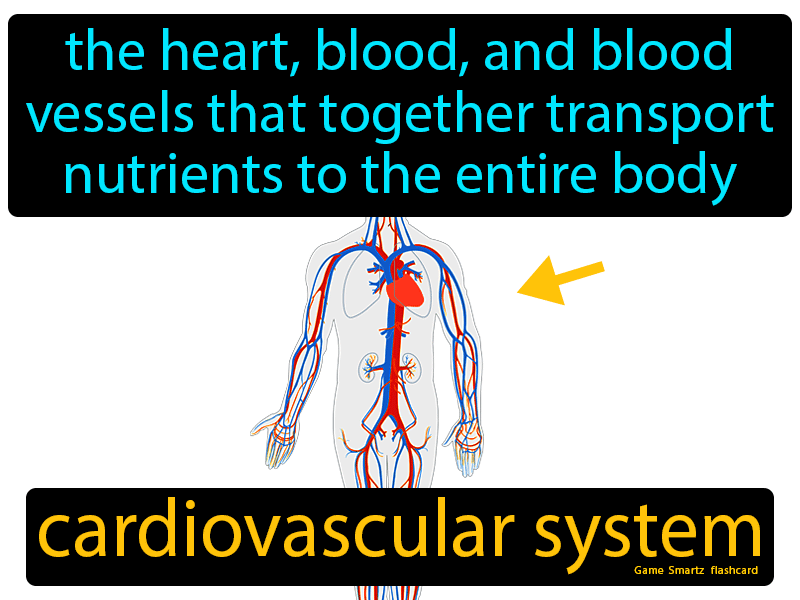 the heart, blood, and blood
vessels that together transport
nutrients to the entire body
cardiovascular system
Game Smartz flashcard